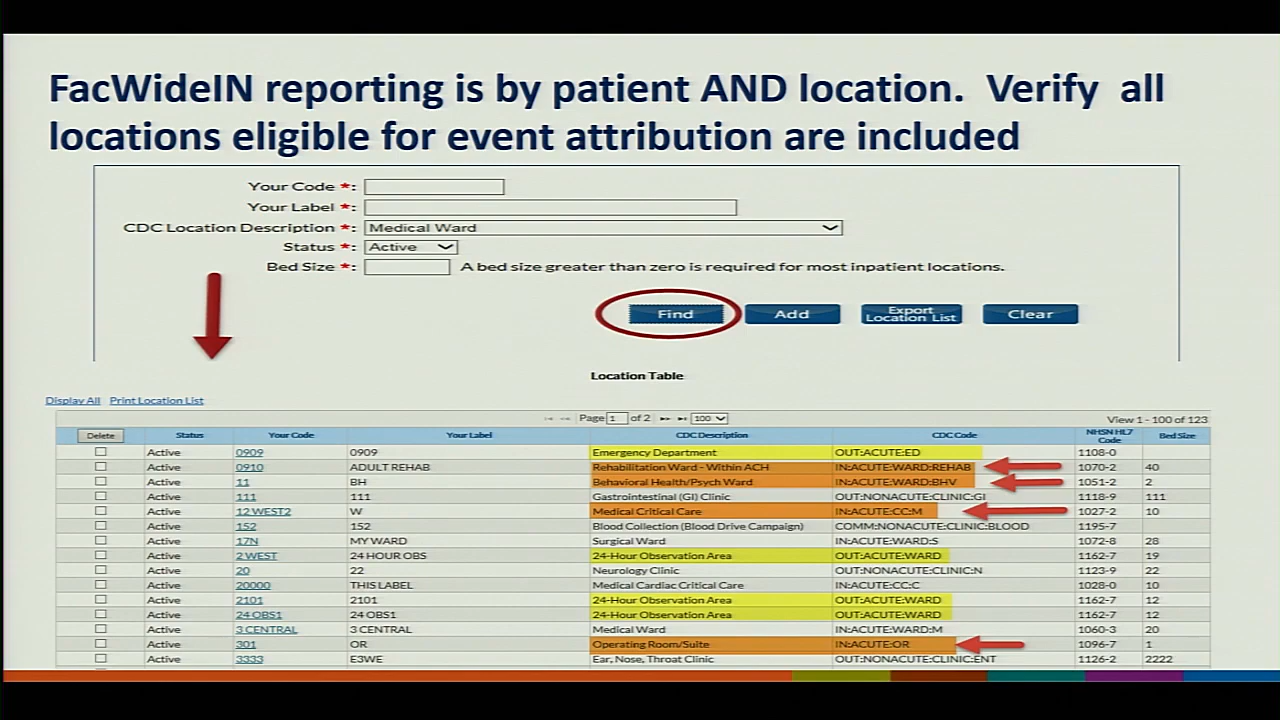 FacWideIN reporting is by patient AND location. Verify all
locations eligible for event attribution are included
Your Code *:
Your Label *:
CDC Location Description *: Medical Ward
Status *: Active
Bed Size *: A bed size greater than zero is required for most inpatient locations.
Find Add Export Location List Clear
Location Table
Display All Print Location List
Page 1 of 2 100 View 1 - 100 of 123
Delete Status Your Code Your Label CDC Description CDC Code NHSN HL7 Code Bed Size
Active 0909 0909 Emergency Department OUT:ACUTE:ED 1108-0
Active 0910 ADULT REHAB Rehabilitation Ward - Within ACH IN:ACUTE:WARD:REHAB 1070-2 40
Active 11 BH Behavioral Health/Psych Ward IN:ACUTE:WARD:BHV 1051-2 2
Active 111 111 Gastrointestinal (GI) Clinic OUT:NONACUTE:CLINIC:GI 1118-9 111
Active 12 WEST2 W Medical Critical Care IN:ACUTE:CC:M 1027-2 10
Active 152 152 Blood Collection (Blood Drive Campaign) COMM:NONACUTE:CLINIC:BLOOD 1195-7
Active 17N MY WARD Surgical Ward IN:ACUTE:WARD:S 1072-8 28
Active 2 WEST 24 HOUR OBS 24-Hour Observation Area OUT:ACUTE:WARD 1162-7 19
Active 20 22 Neurology Clinic OUT:NONACUTE:CLINIC:N 1123-9 22
Active 20000 THIS LABEL Medical Cardiac Critical Care IN:ACUTE:CC:C 1028-0 10
Active 2101 2101 24-Hour Observation Area OUT:ACUTE:WARD 1162-7 12
Active 24 OBS1 24 OBS1 24-Hour Observation Area OUT:ACUTE:WARD 1162-7 12
Active 3 CENTRAL 3 CENTRAL Medical Ward IN:ACUTE:WARD:M 1060-3 20
Active 301 OR Operating Room/Suite IN:ACUTE:OR 1096-7 1
Active 3333 E3WE Ear, Nose, Throat Clinic OUT:NONACUTE:CLINIC:ENT 1126-2 2222